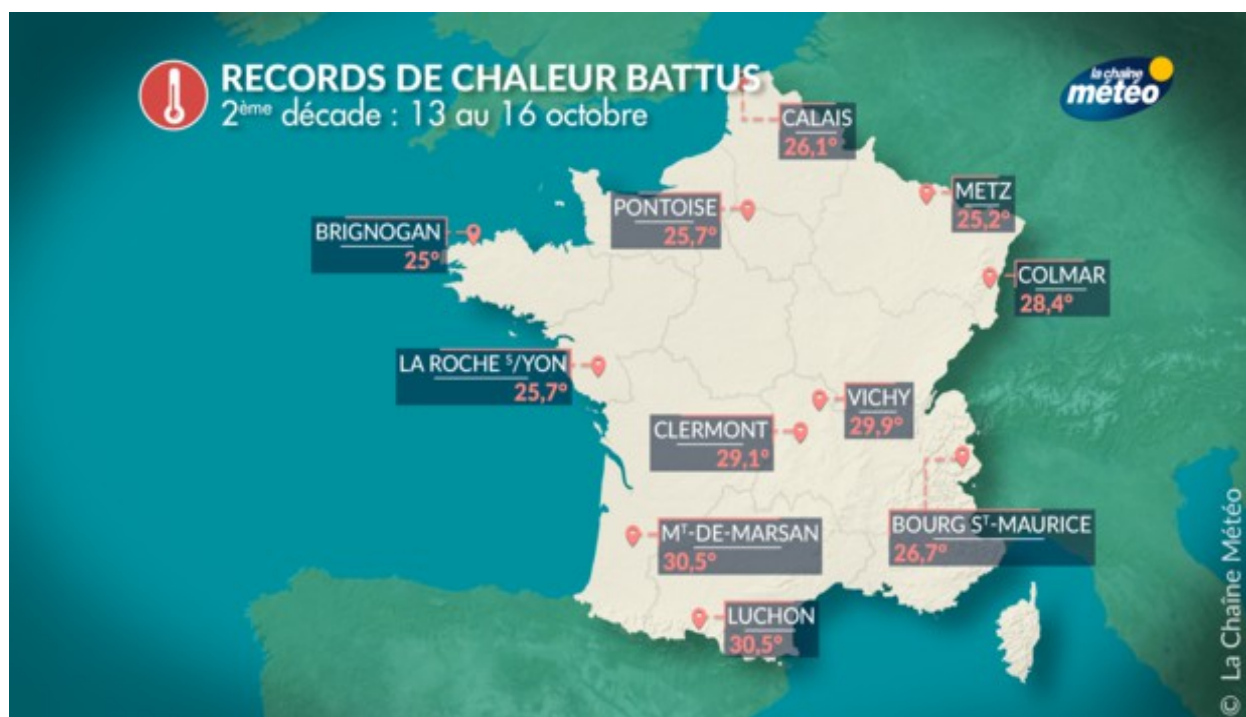 RECORDS DE CHALEUR BATTUS
2ème décade : 13 au 16 octobre
la chaîne
météo
CALAIS
26,1°
METZ
25,2°
PONTOISE
25,7°
BRIGNOGAN
25°
COLMAR
28,4°
LA ROCHE S/YON
25,7°
VICHY
29,9°
CLERMONT
29,1°
BOURG ST-MAURICE
26,7°
MT-DE-MARSAN
30,5°
LUCHON
30,5°
© La Chaîne Météo